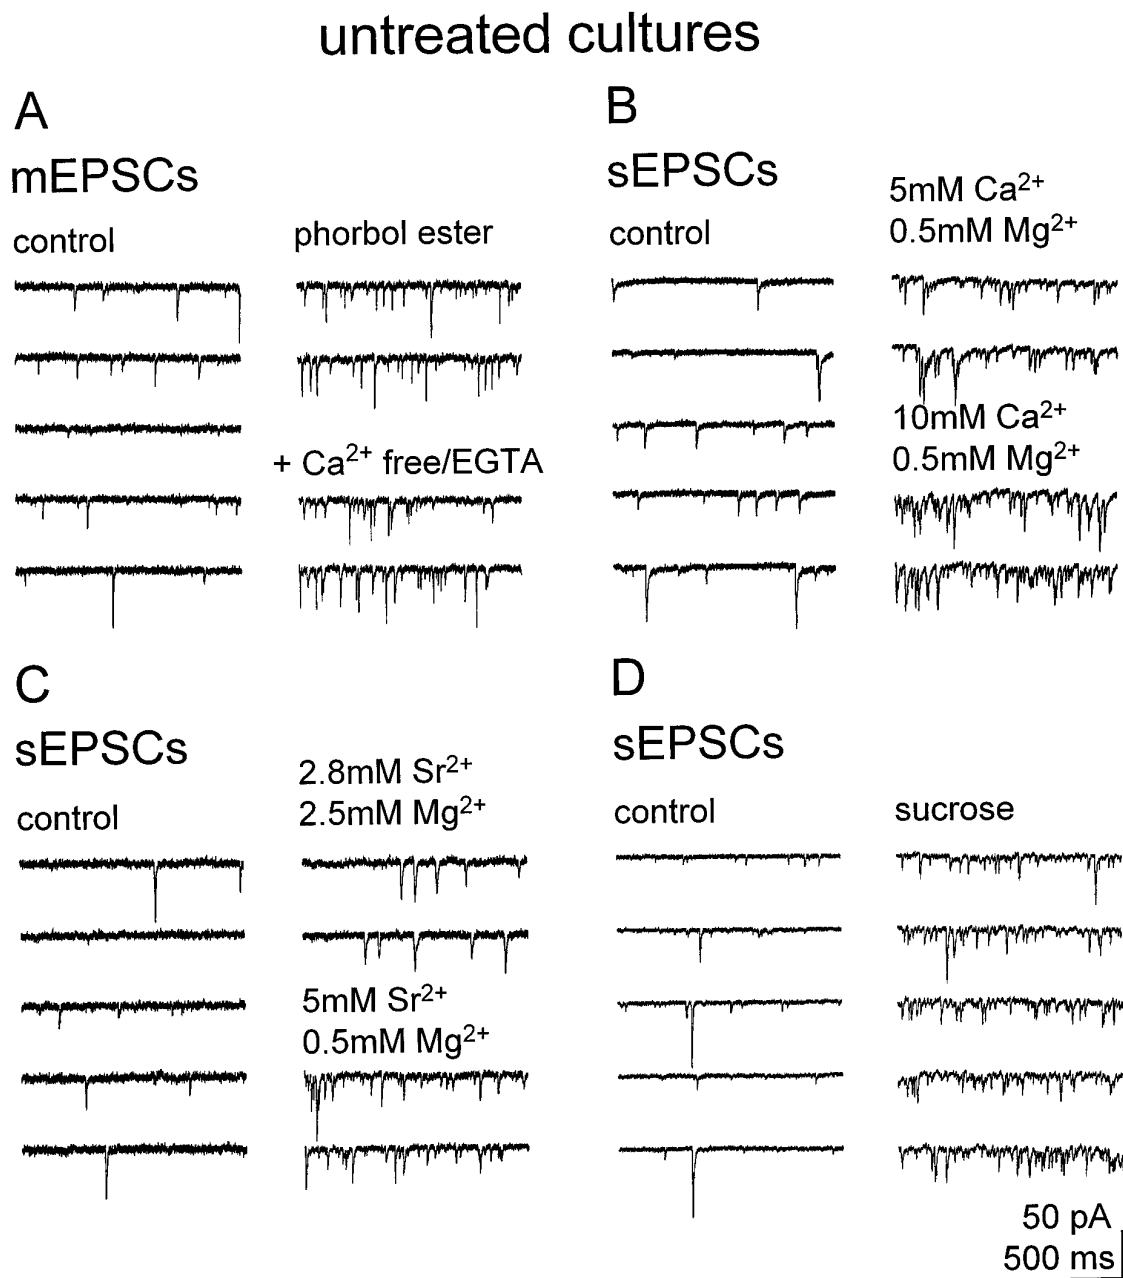 untreated cultures
A
mEPSCs
control
phorbol ester
+ Ca²⁺ free/EGTA
B
sEPSCs
control
5mM Ca²⁺
0.5mM Mg²⁺
10mM Ca²⁺
0.5mM Mg²⁺
C
sEPSCs
control
2.8mM Sr²⁺
2.5mM Mg²⁺
5mM Sr²⁺
0.5mM Mg²⁺
D
sEPSCs
control
sucrose
50 pA
500 ms